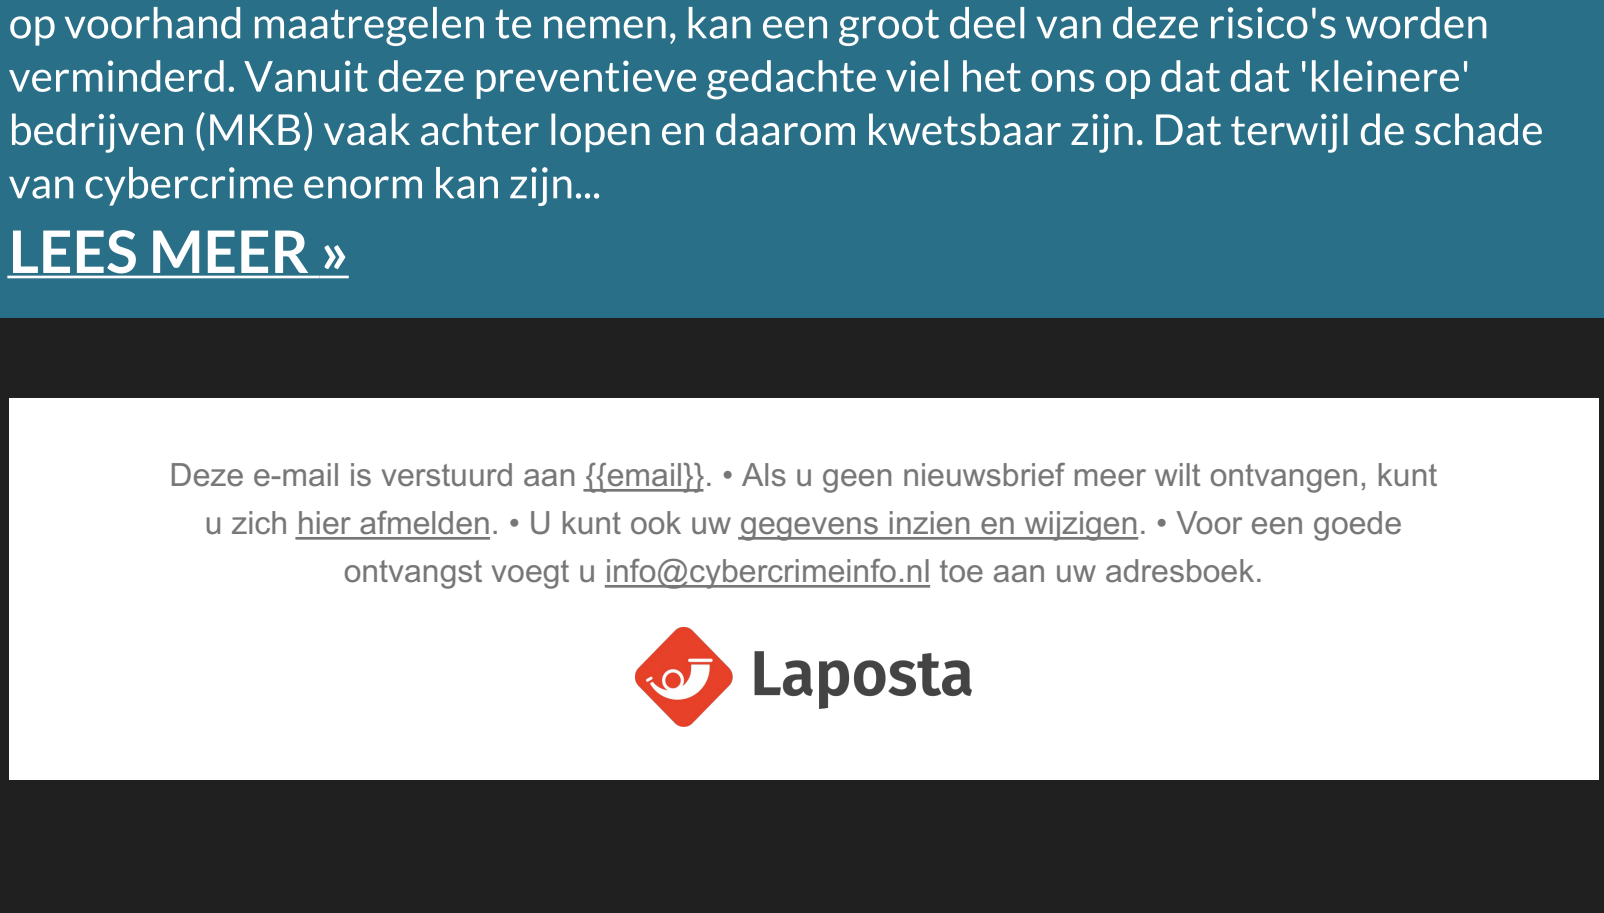 op voorhand maatregelen te nemen, kan een groot deel van deze risico's worden
verminderd. Vanuit deze preventieve gedachte viel het ons op dat dat 'kleinere'
bedrijven (MKB) vaak achter lopen en daarom kwetsbaar zijn. Dat terwijl de schade
van cybercrime enorm kan zijn...
LEES MEER »
Deze e-mail is verstuurd aan {{email}}. • Als u geen nieuwsbrief meer wilt ontvangen, kunt
u zich hier afmelden. • U kunt ook uw gegevens inzien en wijzigen. • Voor een goede
ontvangst voegt u info@cybercrimeinfo.nl toe aan uw adresboek.
Laposta